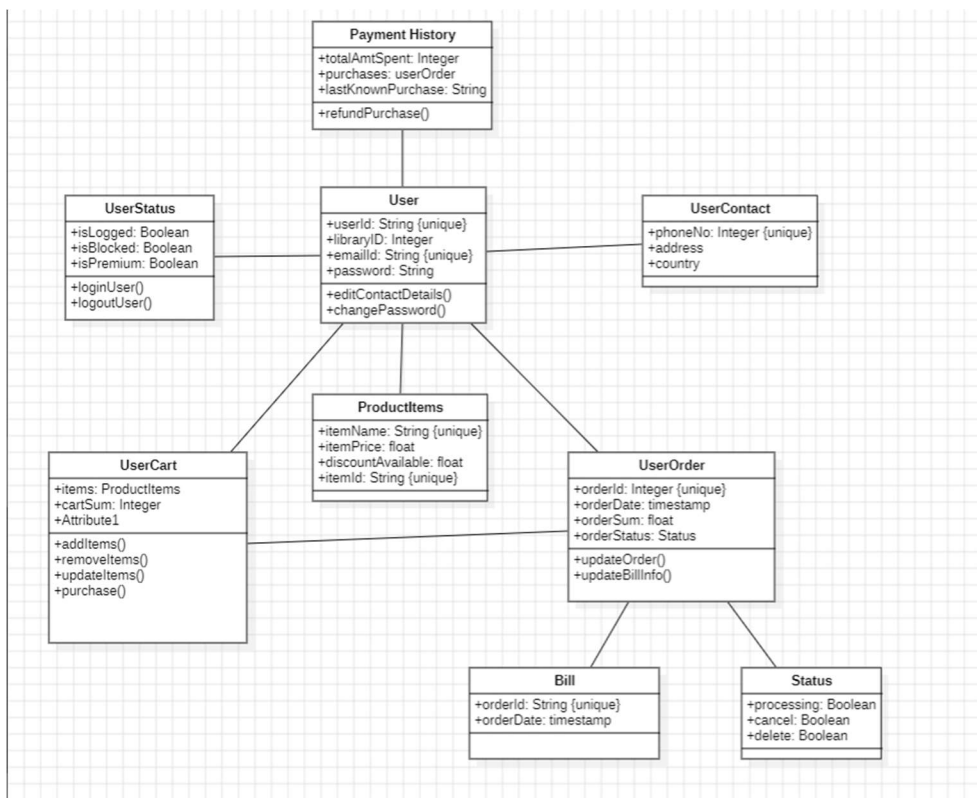 Payment History
+totalAmtSpent: Integer
+purchases: userOrder
+lastKnownPurchase: String
+refundPurchase()
UserStatus
+isLogged: Boolean
+isBlocked: Boolean
+isPremium: Boolean
+loginUser()
+logoutUser()
User
+userId: String {unique}
+libraryID: Integer
+emailId: String {unique}
+password: String
+editContactDetails()
+changePassword()
UserContact
+phoneNo: Integer {unique}
+address
+country
ProductItems
+itemName: String {unique}
+itemPrice: float
+discountAvailable: float
+itemId: String {unique}
UserCart
+items: ProductItems
+cartSum: Integer
+Attribute1
+addItems()
+removeItems()
+updateItems()
+purchase()
UserOrder
+orderId: Integer {unique}
+orderDate: timestamp
+orderSum: float
+orderStatus: Status
+updateOrder()
+updateBillInfo()
Bill
+orderId: String {unique}
+orderDate: timestamp
Status
+processing: Boolean
+cancel: Boolean
+delete: Boolean